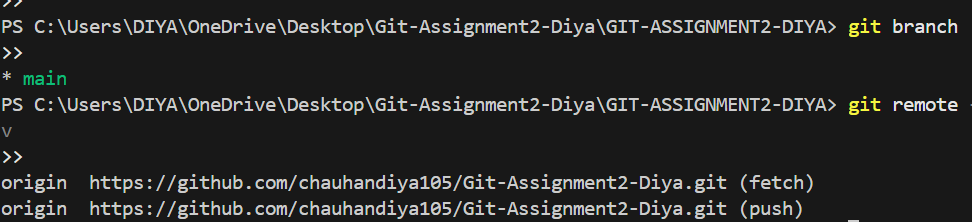 >>
PS C:\Users\DIYA\OneDrive\Desktop\Git-Assignment2-Diya\GIT-ASSIGNMENT2-DIYA> git branch
>>
* main
PS C:\Users\DIYA\OneDrive\Desktop\Git-Assignment2-Diya\GIT-ASSIGNMENT2-DIYA> git remote -
v
>>
origin  https://github.com/chauhandiya105/Git-Assignment2-Diya.git (fetch)
origin  https://github.com/chauhandiya105/Git-Assignment2-Diya.git (push)